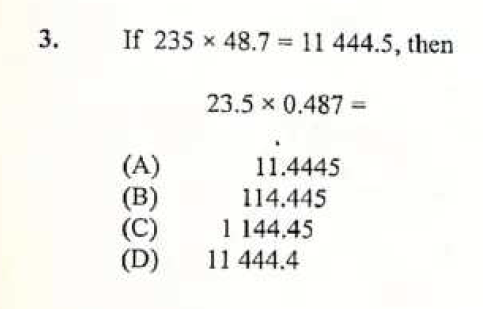 3. If 235 × 48.7 = 11 444.5, then
23.5 × 0.487 =
(A) 11.4445
(B) 114.445
(C) 1 144.45
(D) 11 444.4